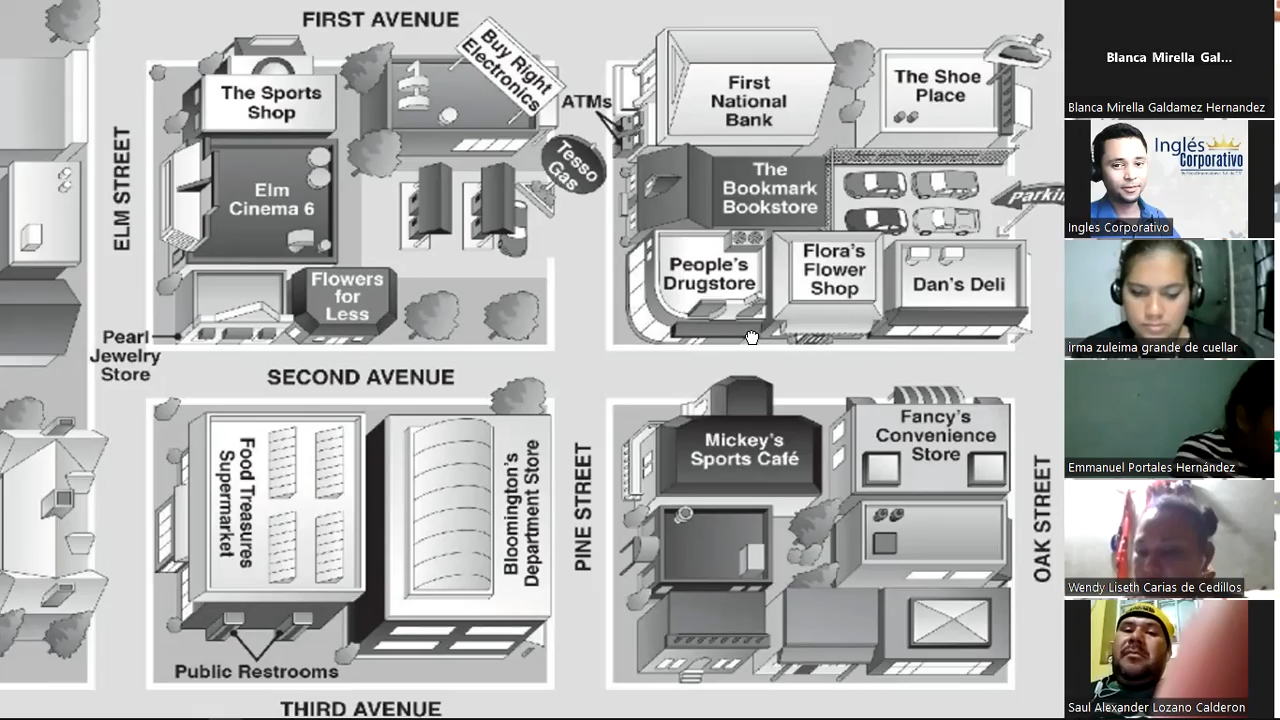 FIRST AVENUE
Buy Right
Electronics
The Sports
Shop
ATMs
First
National
Bank
The Shoe
Place
Tesso
Gas
ELM STREET
Elm
Cinema 6
The
Bookmark
Bookstore
parking
Flowers
for
Less
People's
Drugstore
Flora's
Flower
Shop
Dan's Deli
Pearl
Jewelry
Store
SECOND AVENUE
Food Treasures
Supermarket
Bloomington's
Department Store
PINE STREET
Mickey's
Sports Café
Fancy's
Convenience
Store
OAK STREET
Public Restrooms
THIRD AVENUE
Blanca Mirella Gal...
Blanca Mirella Galdamez Hernandez
Inglés
Corporativo
Ingles Corporativo
irma zuleima grande de cuellar
Emmanuel Portales Hernández
Wendy Liseth Carias de Cedillos
Saul Alexander Lozano Calderon